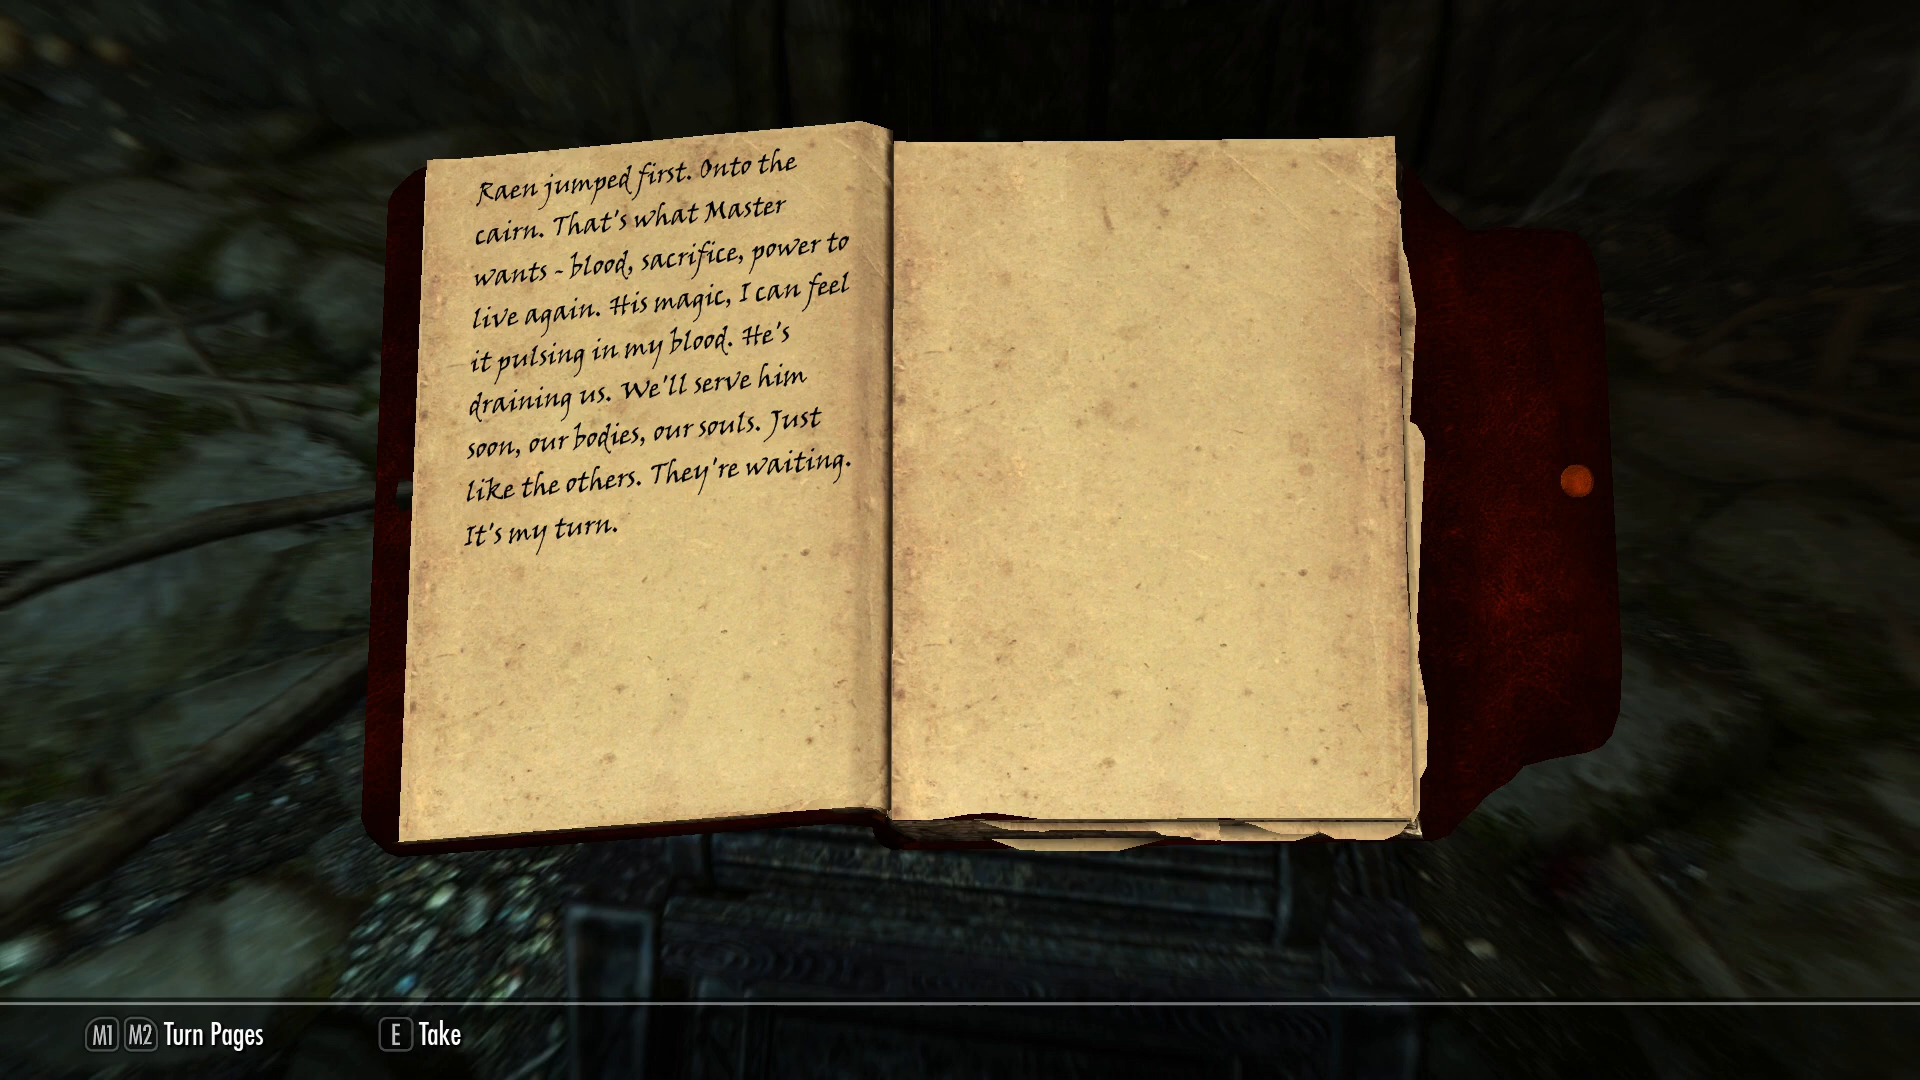 Raen jumped first. Onto the
cairn. That's what Master
wants - blood, sacrifice, power to
live again. His magic, I can feel
it pulsing in my blood. He's
draining us. We'll serve him
soon, our bodies, our souls. Just
like the others. They're waiting.
It's my turn.
M1 M2 Turn Pages
E Take